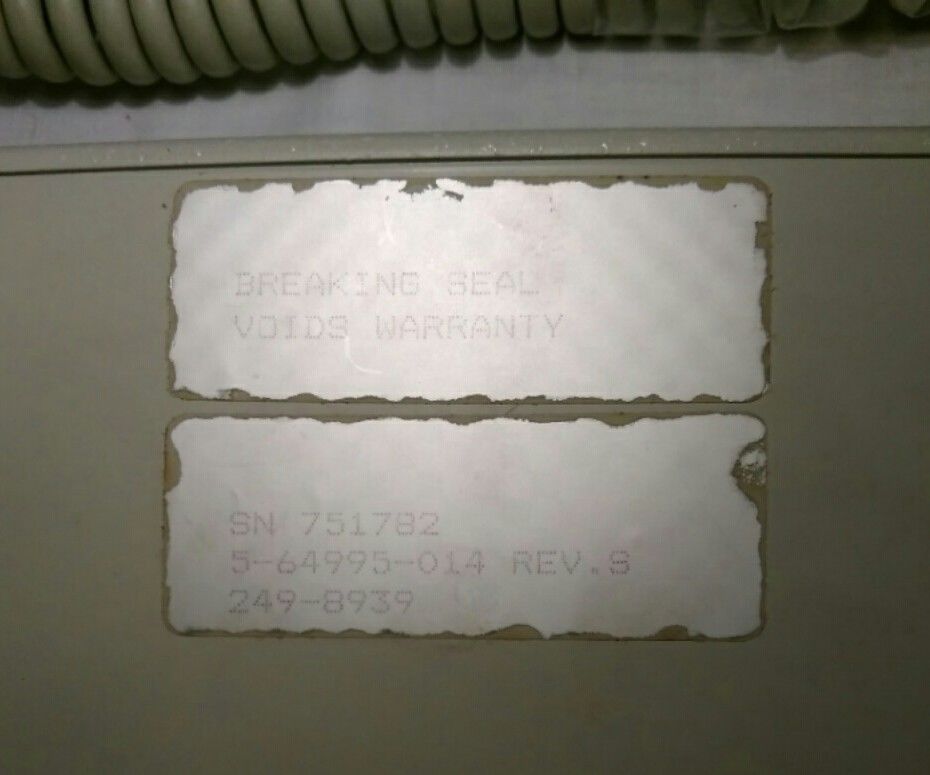 BREAKING SEAL
VOIDS WARRANTY
SN 751782
5-64995-014 REV.S
249-8939